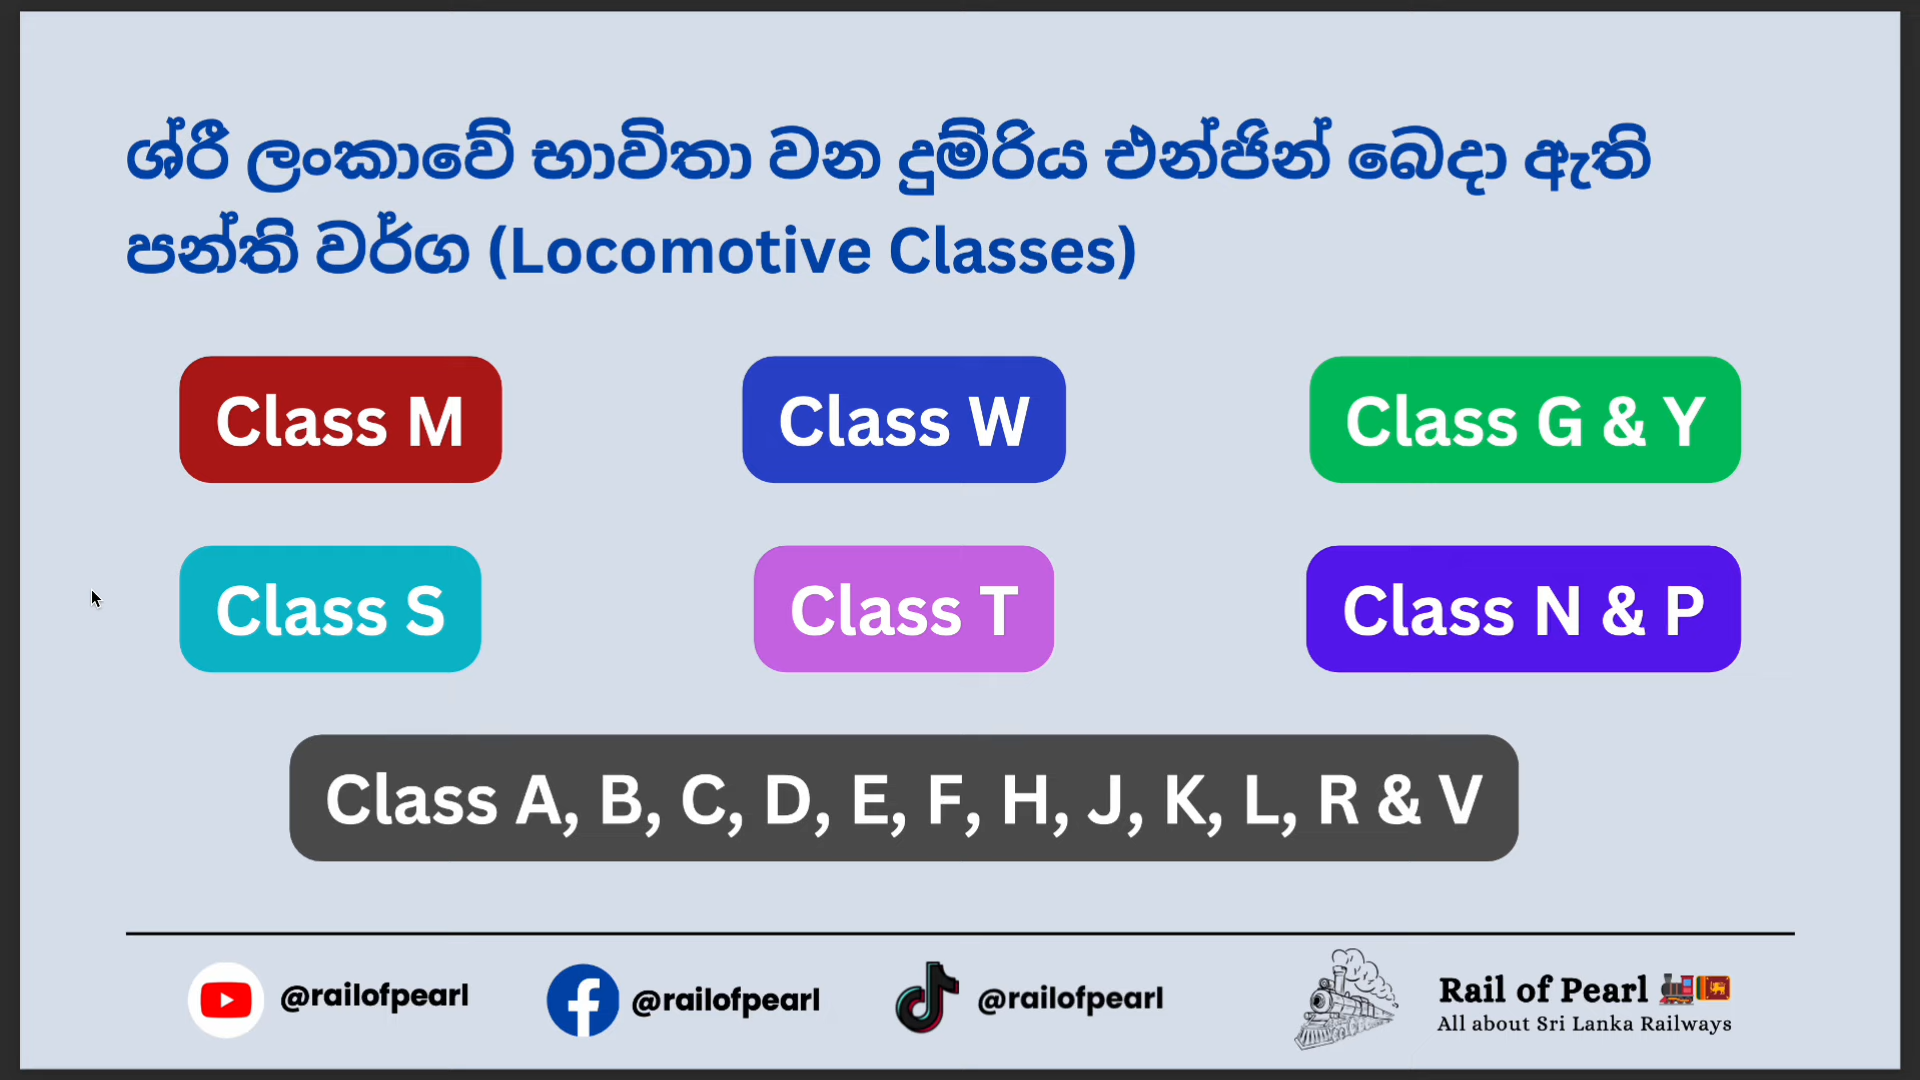 ශ්‍රී ලංකාවේ භාවිතා වන දුම්රිය එන්ජින් බෙදා ඇති
පන්ති වර්ග (Locomotive Classes)
Class M
Class W
Class G & Y
Class S
Class T
Class N & P
Class A, B, C, D, E, F, H, J, K, L, R & V
@railofpearl
@railofpearl
@railofpearl
Rail of Pearl
All about Sri Lanka Railways